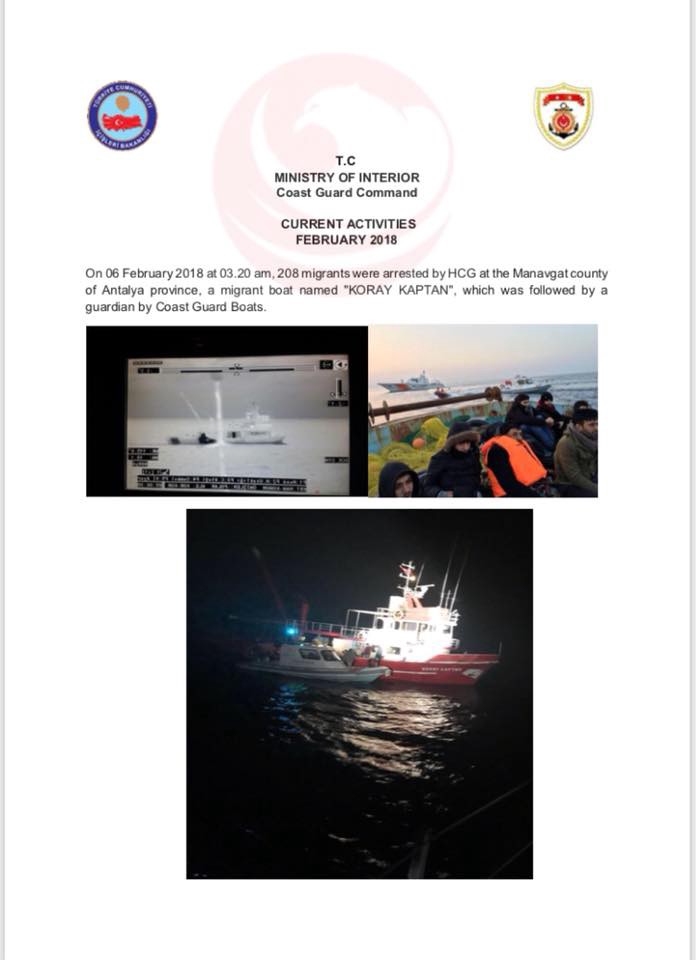 TÜRKİYE CUMHURİYETİ
İÇİŞLERİ BAKANLIĞI
T.C
MINISTRY OF INTERIOR
Coast Guard Command
CURRENT ACTIVITIES
FEBRUARY 2018
On 06 February 2018 at 03.20 am, 208 migrants were arrested by HCG at the Manavgat county
of Antalya province, a migrant boat named "KORAY KAPTAN", which was followed by a
guardian by Coast Guard Boats.
KORAY KAPTAN